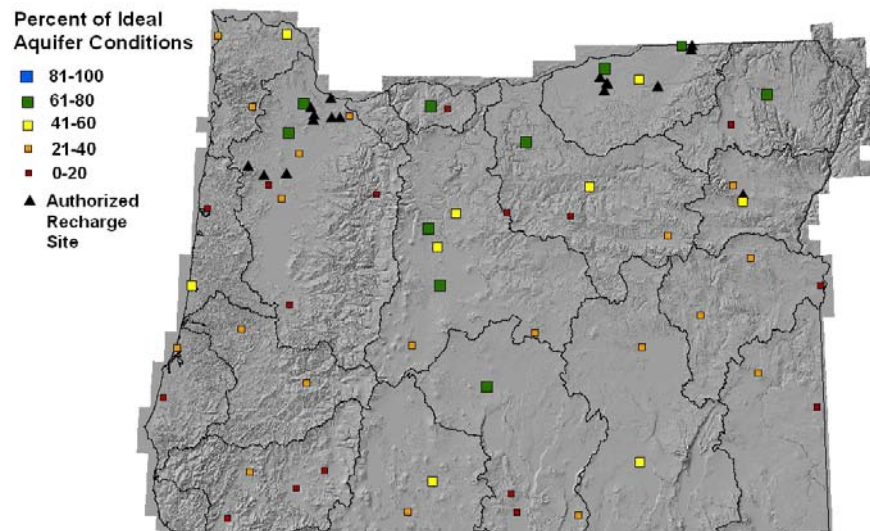 Percent of Ideal
Aquifer Conditions
81-100
61-80
41-60
21-40
0-20
Authorized
Recharge
Site